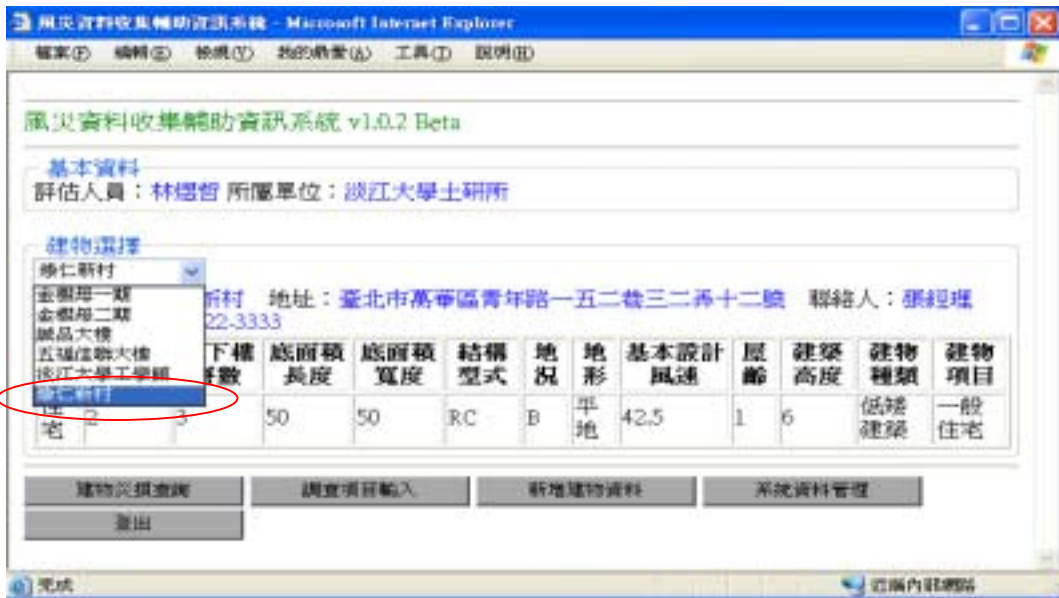 風災資料收集輔助資訊系統 - Microsoft Internet Explorer
檔案(F) 編輯(E) 檢視(V) 我的最愛(A) 工具(T) 說明(H)
風災資料收集輔助資訊系統 v1.0.2 Beta
基本資料
評估人員：林煜哲 所屬單位：淡江大學土研所
建物選擇
修仁新村
新村 地址：臺北市萬華區青年路一五二巷三二弄十二號 聯絡人：張經理
22-3333
金樹母一期
金樹母二期
誠品大樓
五福佳聯大樓
淡江大學工學館
修仁新村
下樓 底面積長度 底面積寬度 結構型式 地況 地形 基本設計風速 屋齡 建築高度 建物種類 建物項目
住宅 2 3 50 50 RC B 平地 42.5 1 6 低矮建築 一般住宅
建物災損查詢 調查項目輸入 新增建物資料 系統資料管理
登出
完成 近端內部網路